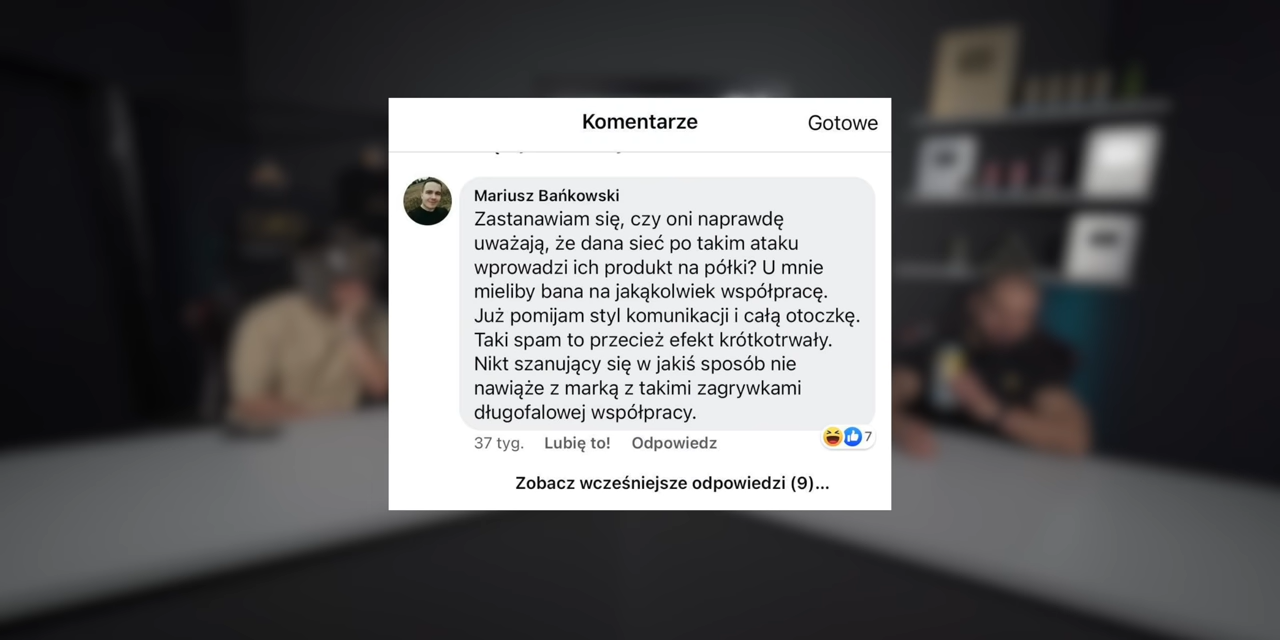 Komentarze
Gotowe
Mariusz Bańkowski
Zastanawiam się, czy oni naprawdę
uważają, że dana sieć po takim ataku
wprowadzi ich produkt na półki? U mnie
mieliby bana na jakąkolwiek współpracę.
Już pomijam styl komunikacji i całą otoczkę.
Taki spam to przecież efekt krótkotrwały.
Nikt szanujący się w jakiś sposób nie
nawiąże z marką z takimi zagrywkami
długofalowej współpracy.
37 tyg. Lubię to! Odpowiedz 7
Zobacz wcześniejsze odpowiedzi (9)...